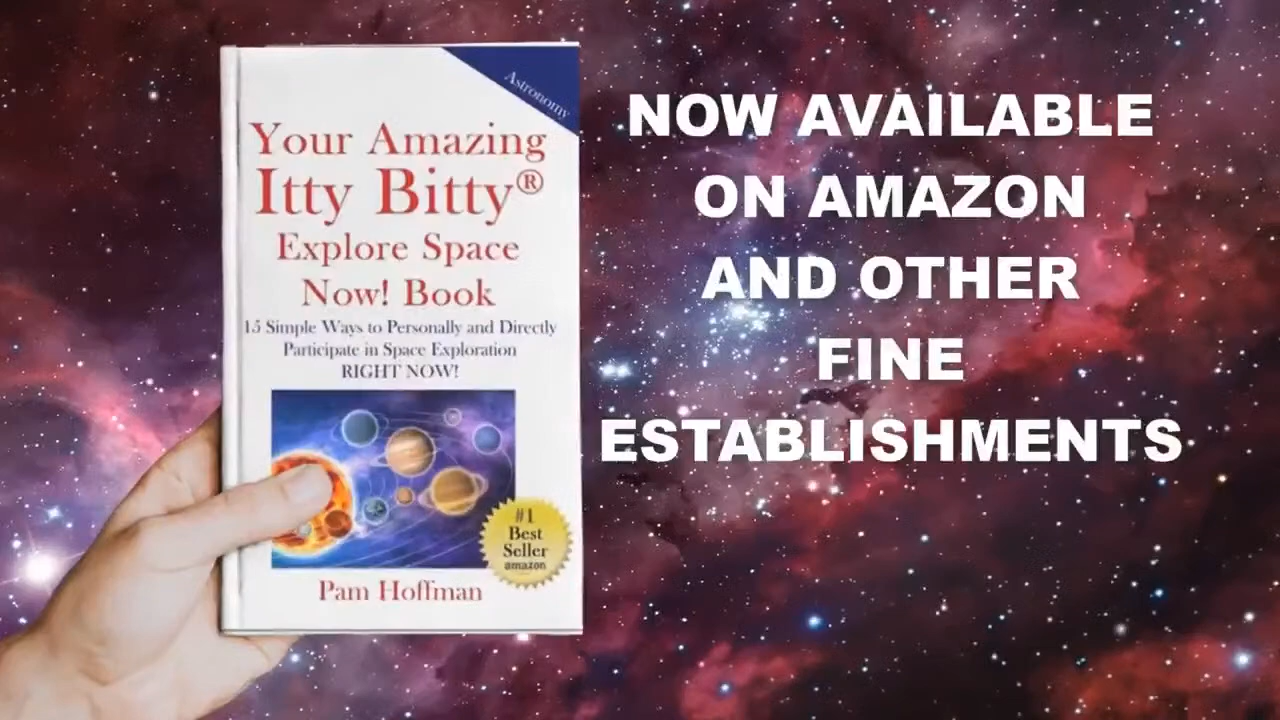 Astronomy
Your Amazing
Itty Bitty®
Explore Space
Now! Book
15 Simple Ways to Personally and Directly
Participate in Space Exploration
RIGHT NOW!
#1
Best
Seller
amazon
Pam Hoffman
NOW AVAILABLE
ON AMAZON
AND OTHER
FINE
ESTABLISHMENTS